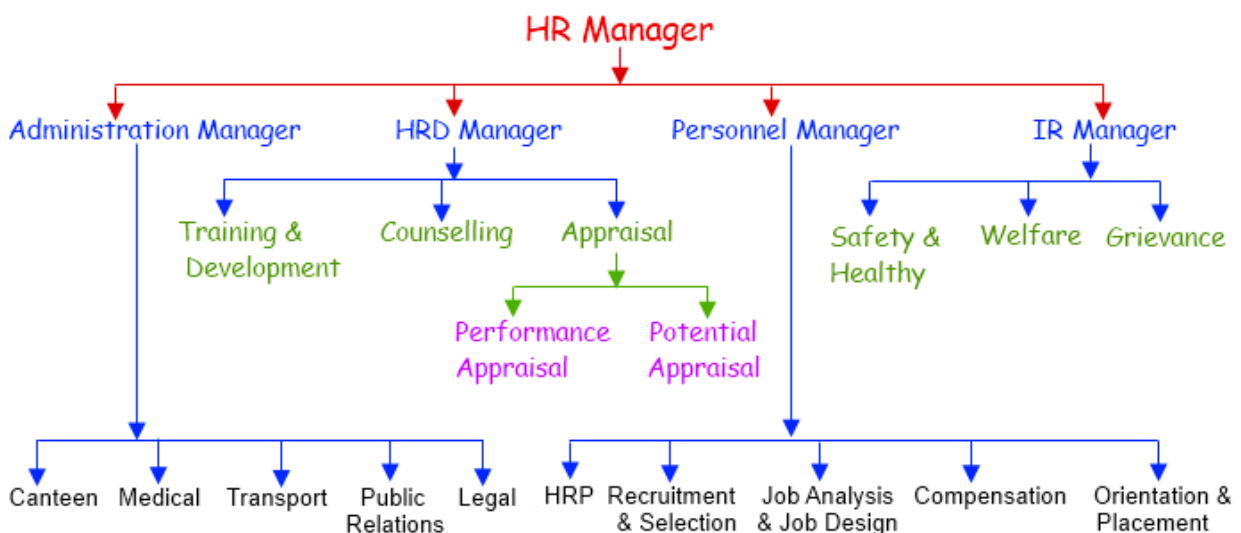 HR Manager
Administration Manager HRD Manager Personnel Manager IR Manager
Training & Counselling Appraisal Safety & Welfare Grievance
Development Healthy
Performance Potential
Appraisal Appraisal
Canteen Medical Transport Public Legal HRP Recruitment Job Analysis Compensation Orientation &
Relations & Selection & Job Design Placement